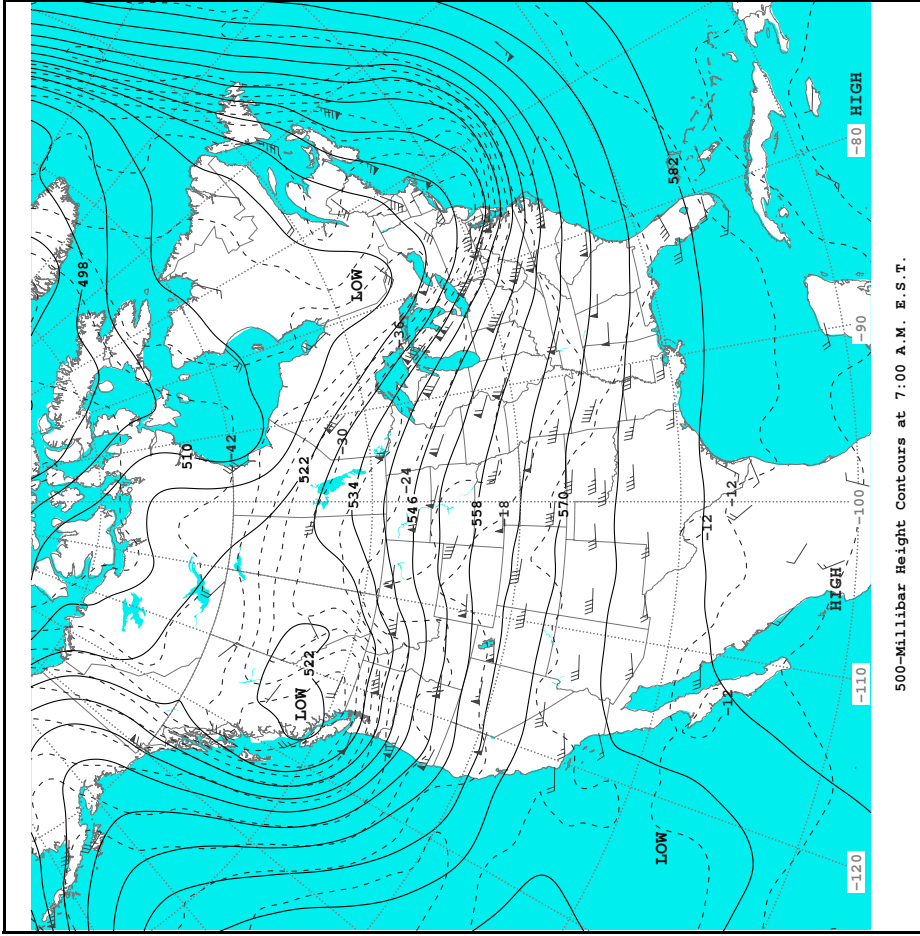 498
510
-42
LOW 522
522
-30
534
LOW
-36
546 -24
558
-18
570
LOW
582
-12
-12
-12
HIGH
-120 -110 -100 -90 -80 HIGH
500-Millibar Height Contours at 7:00 A.M. E.S.T.